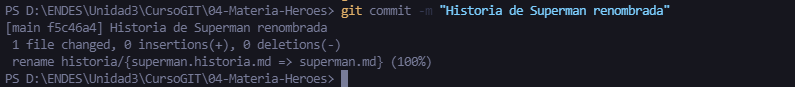 PS D:\ENDES\Unidad3\CursoGIT\04-Materia-Heroes> git commit -m "Historia de Superman renombrada"
[main f5c46a4] Historia de Superman renombrada
 1 file changed, 0 insertions(+), 0 deletions(-)
 rename historia/{superman.historia.md => superman.md} (100%)
PS D:\ENDES\Unidad3\CursoGIT\04-Materia-Heroes>